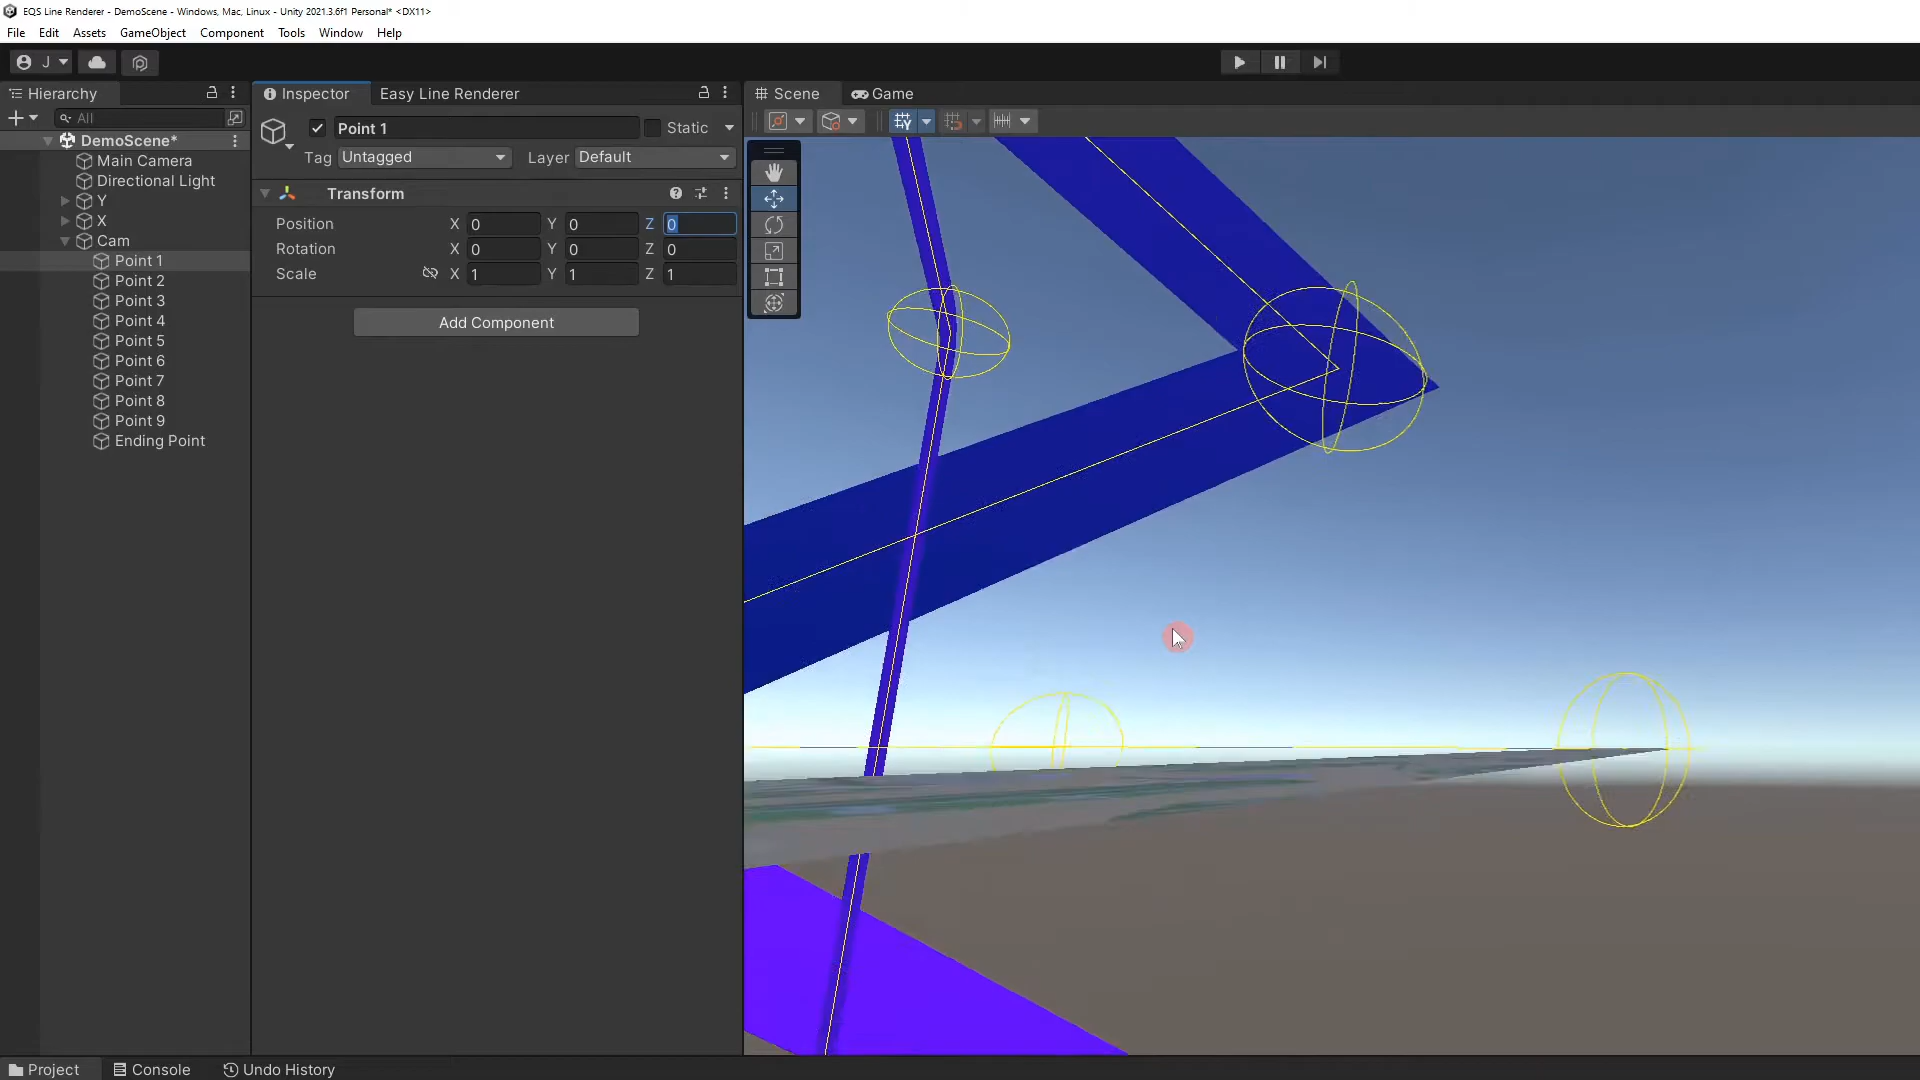 EQS Line Renderer - DemoScene - Windows, Mac, Linux - Unity 2021.3.6f1 Personal* <DX11>
File Edit Assets GameObject Component Tools Window Help
J
Hierarchy
All
DemoScene*
Main Camera
Directional Light
Y
X
Cam
Point 1
Point 2
Point 3
Point 4
Point 5
Point 6
Point 7
Point 8
Point 9
Ending Point
Inspector Easy Line Renderer
Point 1 Static
Tag Untagged Layer Default
Transform
Position X 0 Y 0 Z 0
Rotation X 0 Y 0 Z 0
Scale X 1 Y 1 Z 1
Add Component
Scene Game
Project Console Undo History